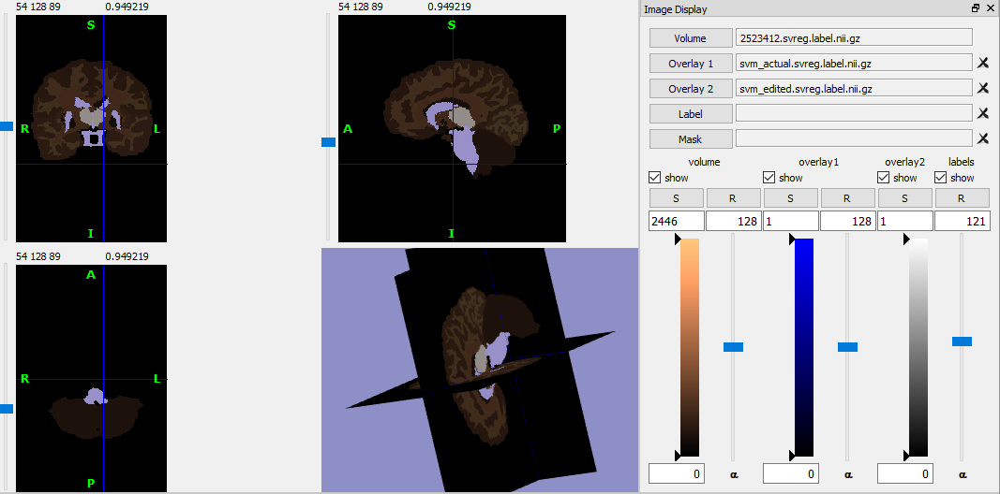 54 128 89 0.949219
S
R L
I
54 128 89 0.949219
S
A P
I
54 128 89 0.949219
A
R L
P
Image Display
Volume 2523412.svreg.label.nii.gz
Overlay 1 svm_actual.svreg.label.nii.gz
Overlay 2 svm_edited.svreg.label.nii.gz
Label
Mask
volume overlay1 overlay2 labels
show show show show
S R S R S R
2446 128 1 128 1 121
0 α 0 α 0 α